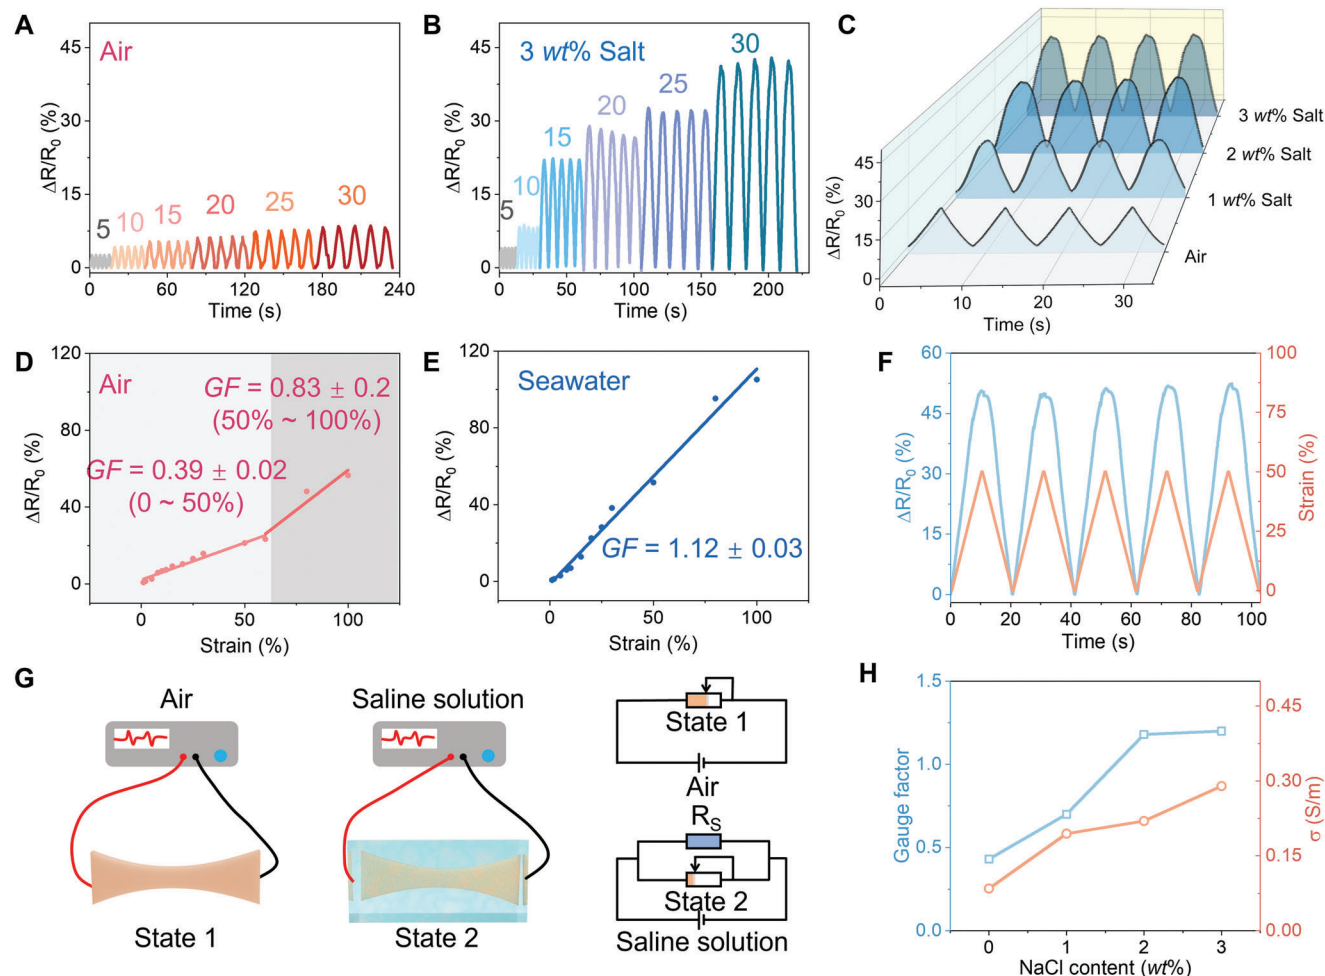 A
Air
5
10
15
20
25
30
45
30
15
0
ΔR/R0 (%)
0
60
120
180
240
Time (s)
B
3 wt% Salt
5
10
15
20
25
30
45
30
15
0
ΔR/R0 (%)
0
50
100
150
200
Time (s)
C
45
30
15
0
ΔR/R0 (%)
0
10
20
30
Time (s)
3 wt% Salt
2 wt% Salt
1 wt% Salt
Air
D
Air
GF = 0.83 ± 0.2
(50% ~ 100%)
GF = 0.39 ± 0.02
(0 ~ 50%)
120
80
40
0
ΔR/R0 (%)
0
50
100
Strain (%)
E
Seawater
GF = 1.12 ± 0.03
120
80
40
0
ΔR/R0 (%)
0
50
100
Strain (%)
F
60
45
30
15
0
ΔR/R0 (%)
100
75
50
25
0
Strain (%)
0
20
40
60
80
100
Time (s)
G
Air
State 1
Saline solution
State 2
State 1
Air
RS
State 2
Saline solution
H
1.5
1.0
0.5
0.0
Gauge factor
0.45
0.30
0.15
0.00
σ (S/m)
0
1
2
3
NaCl content (wt%)